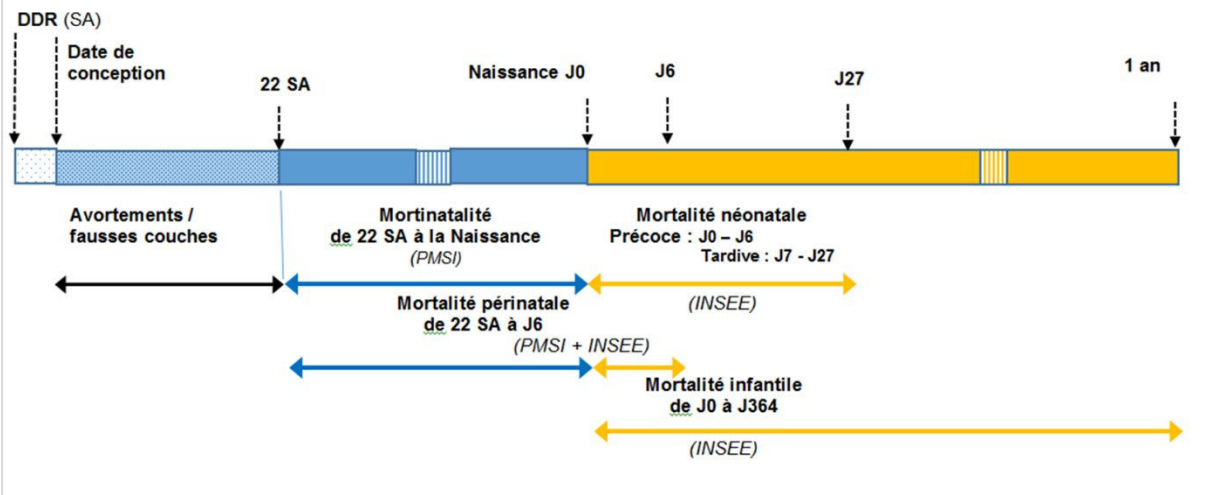 DDR (SA)
Date de
conception
22 SA
Naissance J0
J6
J27
1 an
Avortements /
fausses couches
Mortinatalité
de 22 SA à la Naissance
(PMSI)
Mortalité néonatale
Précoce : J0 – J6
Tardive : J7 - J27
(INSEE)
Mortalité périnatale
de 22 SA à J6
(PMSI + INSEE)
Mortalité infantile
de J0 à J364
(INSEE)